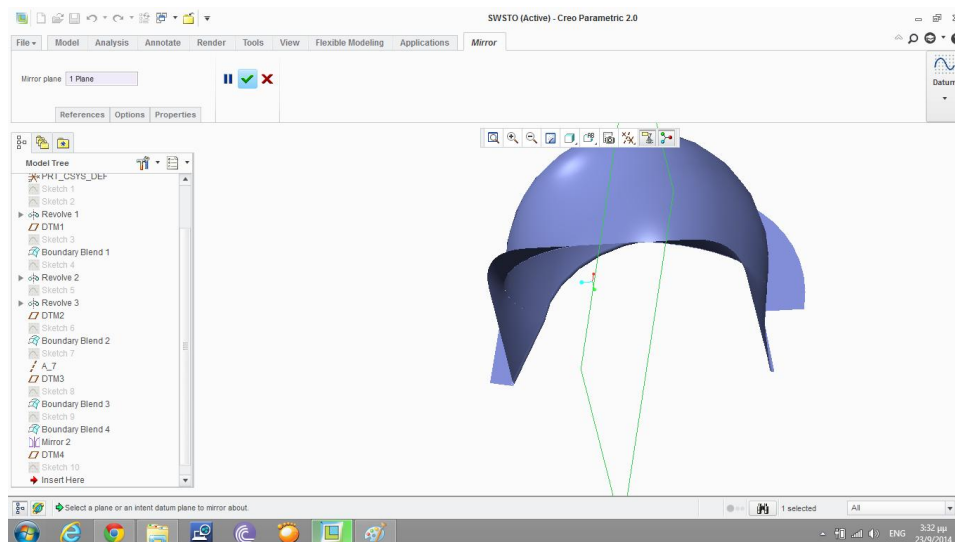 SWSTO (Active) - Creo Parametric 2.0
File Model Analysis Annotate Render Tools View Flexible Modeling Applications Mirror
Mirror plane 1 Plane
Datum
References Options Properties
Model Tree
PRT_CSYS_DEF
Sketch 1
Sketch 2
Revolve 1
DTM1
Sketch 3
Boundary Blend 1
Sketch 4
Revolve 2
Sketch 5
Revolve 3
DTM2
Sketch 6
Boundary Blend 2
Sketch 7
A_7
DTM3
Sketch 8
Boundary Blend 3
Sketch 9
Boundary Blend 4
Mirror 2
DTM4
Sketch 10
Insert Here
Select a plane or an intent datum plane to mirror about.
1 selected
All
ENG
3:32 μμ
23/9/2014